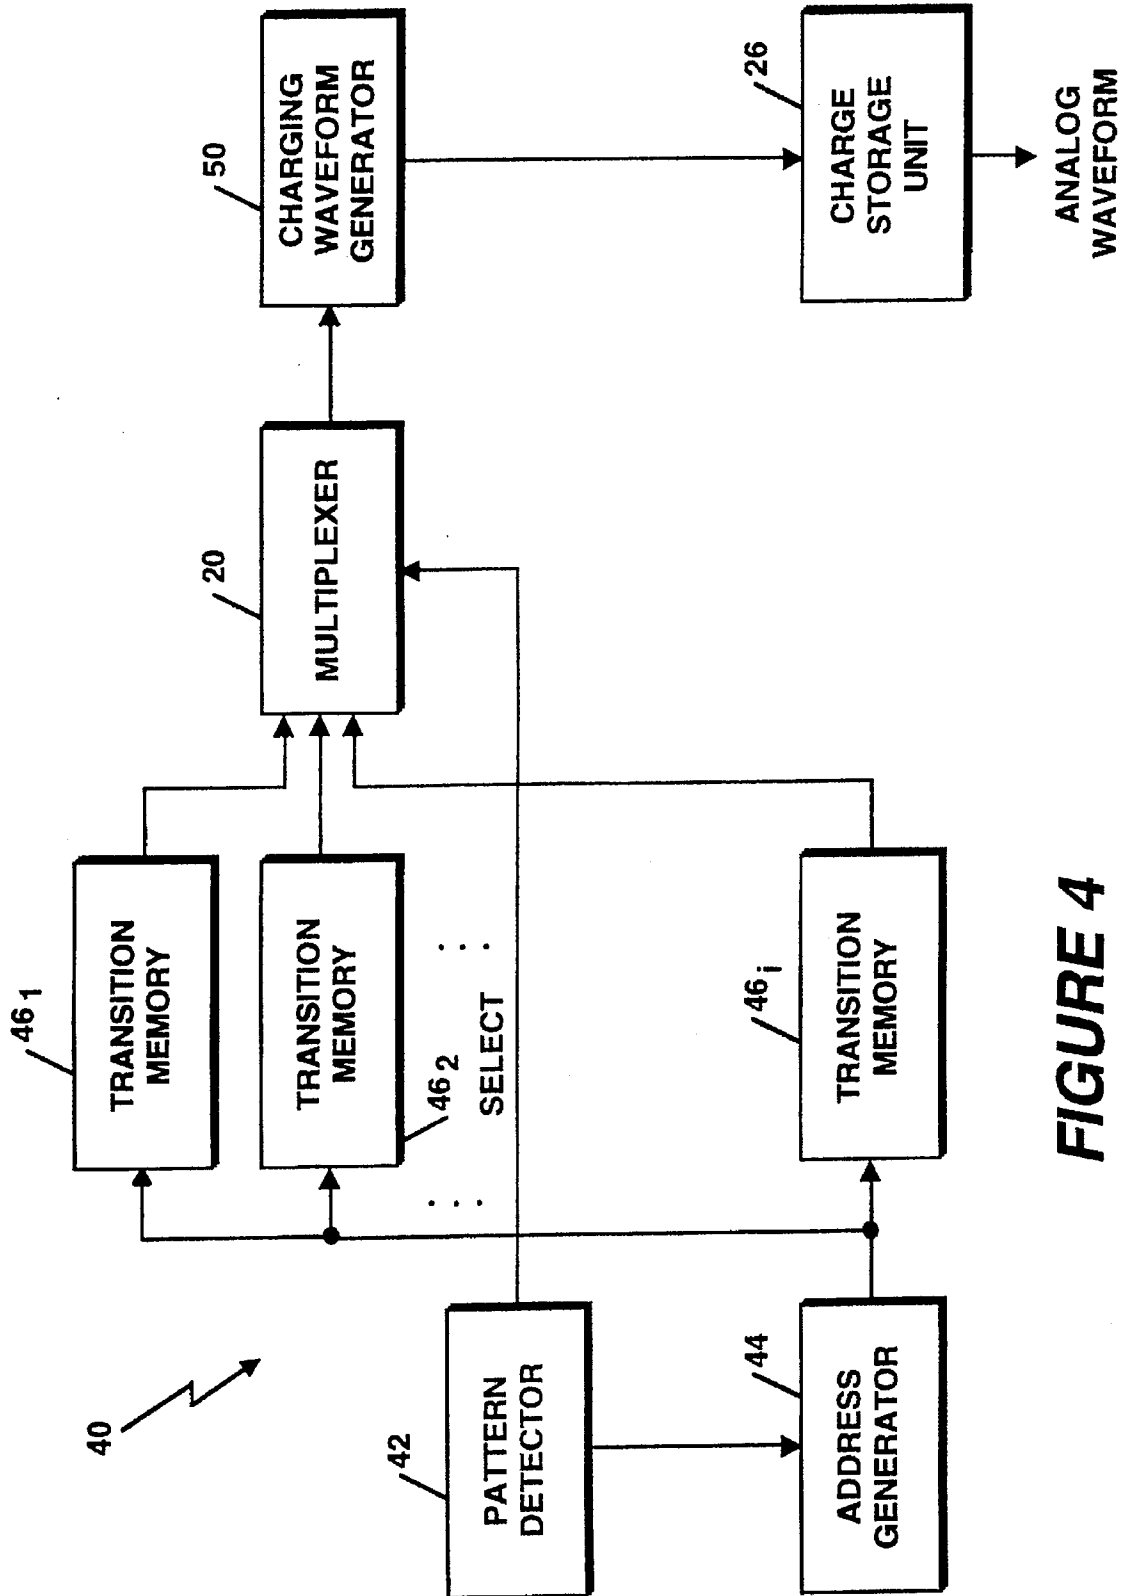 40
42
PATTERN
DETECTOR
44
ADDRESS
GENERATOR
46₁
TRANSITION
MEMORY
TRANSITION
MEMORY
46₂
. . .
. . .
SELECT
46ᵢ
TRANSITION
MEMORY
20
MULTIPLEXER
50
CHARGING
WAVEFORM
GENERATOR
26
CHARGE
STORAGE
UNIT
ANALOG
WAVEFORM
FIGURE 4